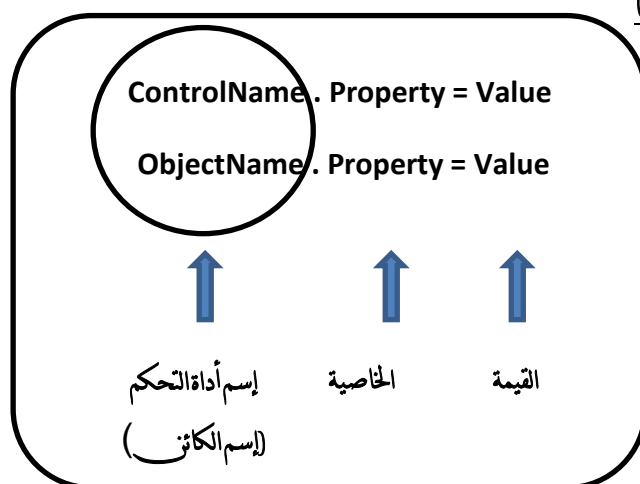 ControlName . Property = Value
ObjectName . Property = Value
إسم أداة التحكم الخاصية القيمة
(إسم الكائن)